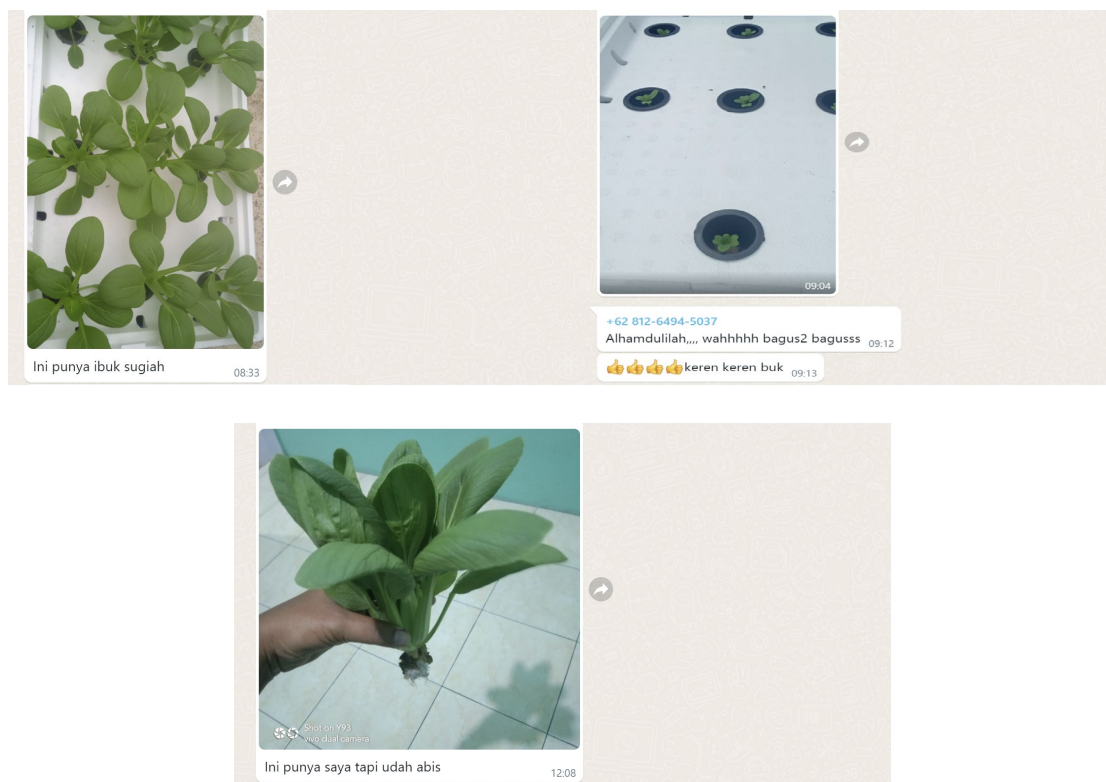 Ini punya ibuk sugiah
08:33
09:04
+62 812-6494-5037
Alhamdulilah,,,, wahhhhh bagus2 bagusss 09:12
👍👍👍👍keren keren buk 09:13
Shot on Y93
vivo dual camera
Ini punya saya tapi udah abis
12:08